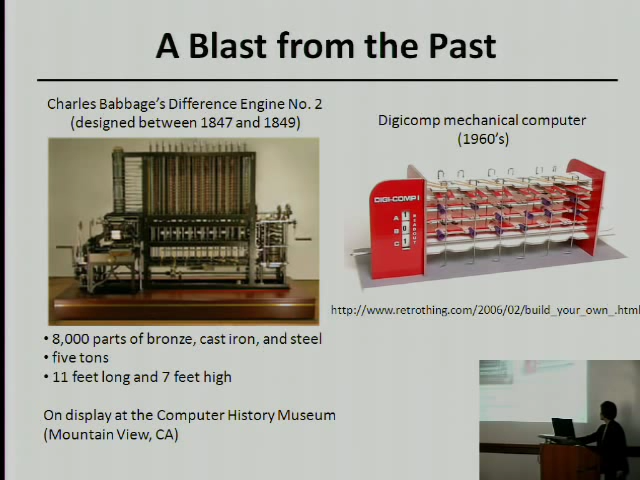 A Blast from the Past
Charles Babbage's Difference Engine No. 2
(designed between 1847 and 1849)
Digicomp mechanical computer
(1960's)
DIGI-COMP I
A
B
C
http://www.retrothing.com/2006/02/build_your_own_.html
• 8,000 parts of bronze, cast iron, and steel
• five tons
• 11 feet long and 7 feet high
On display at the Computer History Museum
(Mountain View, CA)